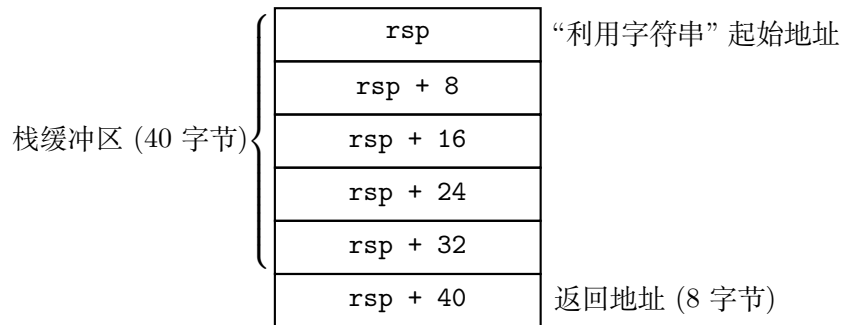 rsp “利用字符串” 起始地址
rsp + 8
栈缓冲区 (40 字节) rsp + 16
rsp + 24
rsp + 32
rsp + 40 返回地址 (8 字节)